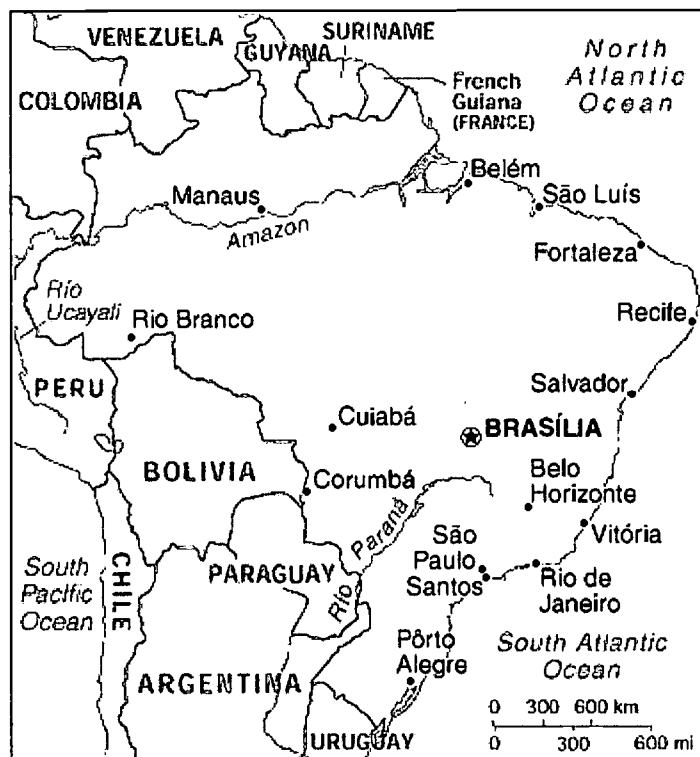 VENEZUELA
SURINAME
GUYANA
COLOMBIA
French
Guiana
(FRANCE)
North
Atlantic
Ocean
Belém
Manaus
São Luís
Amazon
Fortaleza
Río
Ucayali
Rio Branco
Recife
PERU
Salvador
Cuiabá
BRASÍLIA
BOLIVIA
Corumbá
Belo
Horizonte
Río Paraná
Vitória
South
Pacific
Ocean
CHILE
PARAGUAY
São
Paulo
Santos
Rio de
Janeiro
Pôrto
Alegre
South Atlantic
Ocean
ARGENTINA
URUGUAY
0 300 600 km
0 300 600 mi